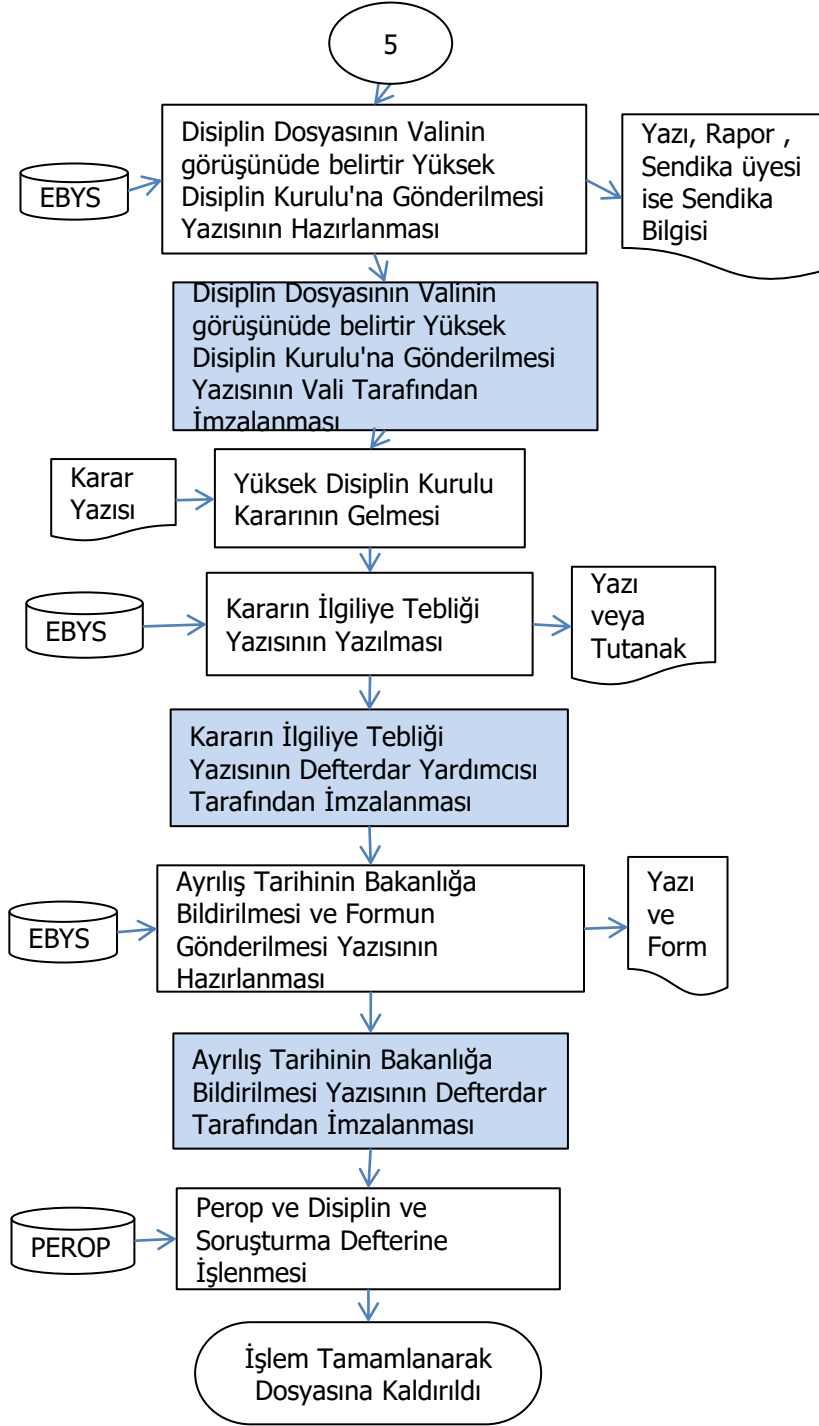 5
Disiplin Dosyasının Valinin
görüşünüde belirtir Yüksek
Disiplin Kurulu'na Gönderilmesi
Yazısının Hazırlanması
EBYS
Yazı, Rapor ,
Sendika üyesi
ise Sendika
Bilgisi
Disiplin Dosyasının Valinin
görüşünüde belirtir Yüksek
Disiplin Kurulu'na Gönderilmesi
Yazısının Vali Tarafından
İmzalanması
Karar
Yazısı
Yüksek Disiplin Kurulu
Kararının Gelmesi
EBYS
Kararın İlgiliye Tebliği
Yazısının Yazılması
Yazı
veya
Tutanak
Kararın İlgiliye Tebliği
Yazısının Defterdar Yardımcısı
Tarafından İmzalanması
EBYS
Ayrılış Tarihinin Bakanlığa
Bildirilmesi ve Formun
Gönderilmesi Yazısının
Hazırlanması
Yazı
ve
Form
Ayrılış Tarihinin Bakanlığa
Bildirilmesi Yazısının Defterdar
Tarafından İmzalanması
PEROP
Perop ve Disiplin ve
Soruşturma Defterine
İşlenmesi
İşlem Tamamlanarak
Dosyasına Kaldırıldı